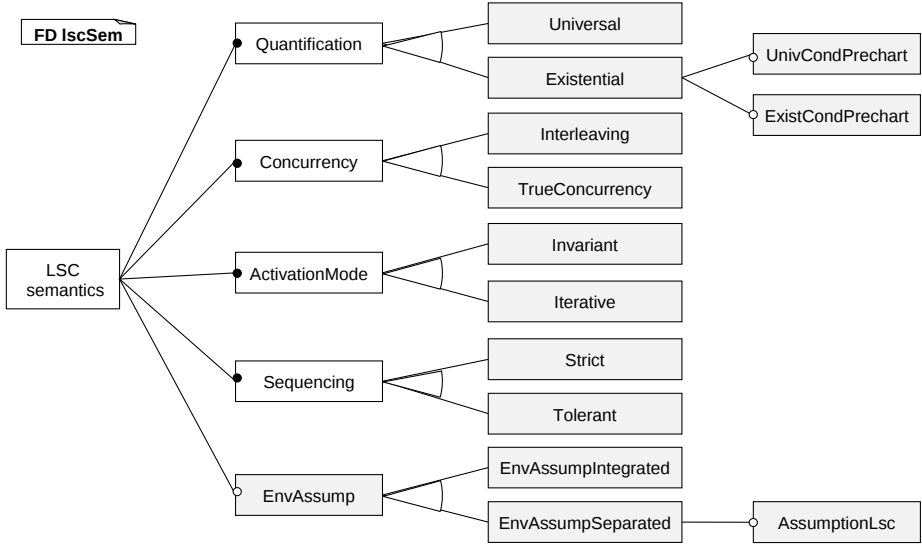 FD lscSem
Quantification
Universal
Existential
UnivCondPrechart
ExistCondPrechart
Concurrency
Interleaving
TrueConcurrency
LSC
semantics
ActivationMode
Invariant
Iterative
Sequencing
Strict
Tolerant
EnvAssump
EnvAssumpIntegrated
EnvAssumpSeparated
AssumptionLsc